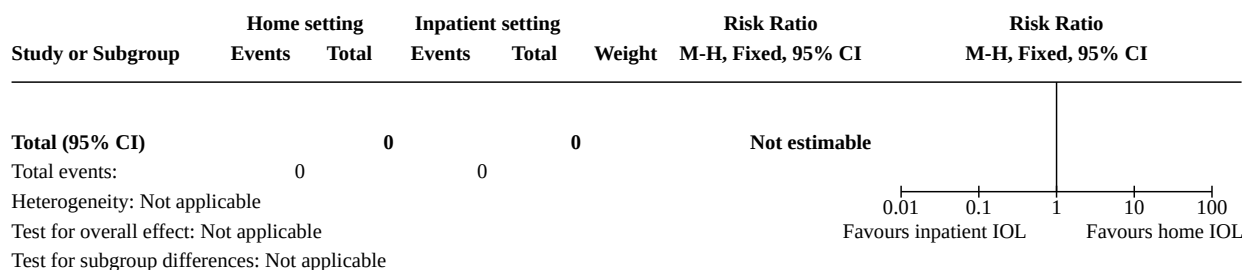 Home setting Inpatient setting Risk Ratio Risk Ratio
Study or Subgroup Events Total Events Total Weight M-H, Fixed, 95% CI M-H, Fixed, 95% CI
Total (95% CI) 0 0 Not estimable
Total events: 0 0
Heterogeneity: Not applicable
0.01 0.1 1 10 100
Test for overall effect: Not applicable Favours inpatient IOL Favours home IOL
Test for subgroup differences: Not applicable